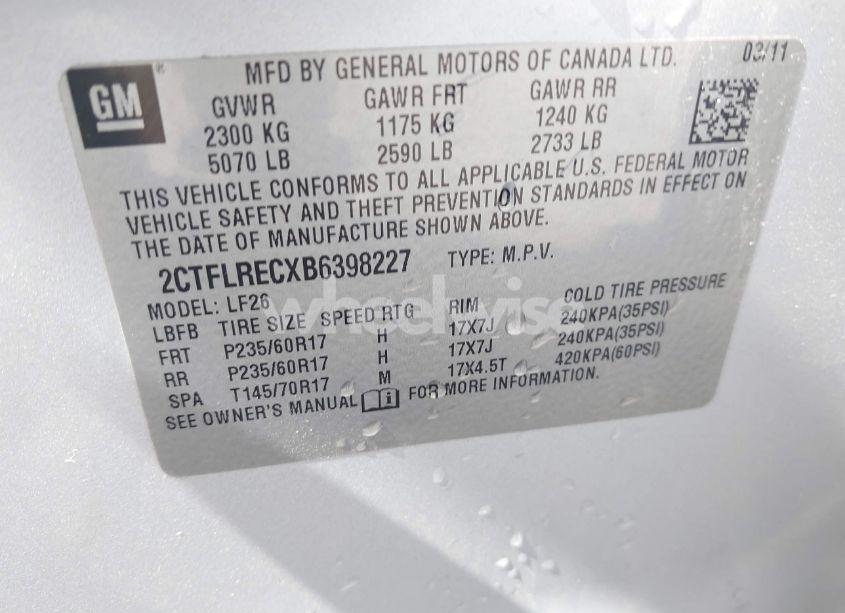 GM
MFD BY GENERAL MOTORS OF CANADA LTD. 03/11
GVWR GAWR FRT GAWR RR
2300 KG 1175 KG 1240 KG
5070 LB 2590 LB 2733 LB
THIS VEHICLE CONFORMS TO ALL APPLICABLE U.S. FEDERAL MOTOR
VEHICLE SAFETY AND THEFT PREVENTION STANDARDS IN EFFECT ON
THE DATE OF MANUFACTURE SHOWN ABOVE.
2CTFLRECXB6398227 TYPE: M.P.V.
MODEL: LF26
LBFB TIRE SIZE SPEED RTG RIM COLD TIRE PRESSURE
FRT P235/60R17 H 17X7J 240KPA(35PSI)
RR P235/60R17 H 17X7J 240KPA(35PSI)
SPA T145/70R17 M 17X4.5T 420KPA(60PSI)
SEE OWNER'S MANUAL i FOR MORE INFORMATION.
wheelwise